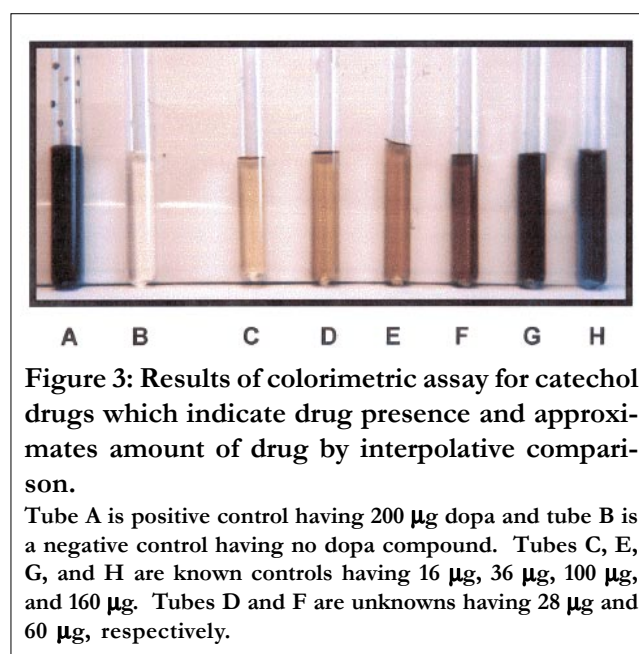 A B C D E F G H
Figure 3: Results of colorimetric assay for catechol
drugs which indicate drug presence and approxi-
mates amount of drug by interpolative compari-
son.
Tube A is positive control having 200 µg dopa and tube B is
a negative control having no dopa compound. Tubes C, E,
G, and H are known controls having 16 µg, 36 µg, 100 µg,
and 160 µg. Tubes D and F are unknowns having 28 µg and
60 µg, respectively.